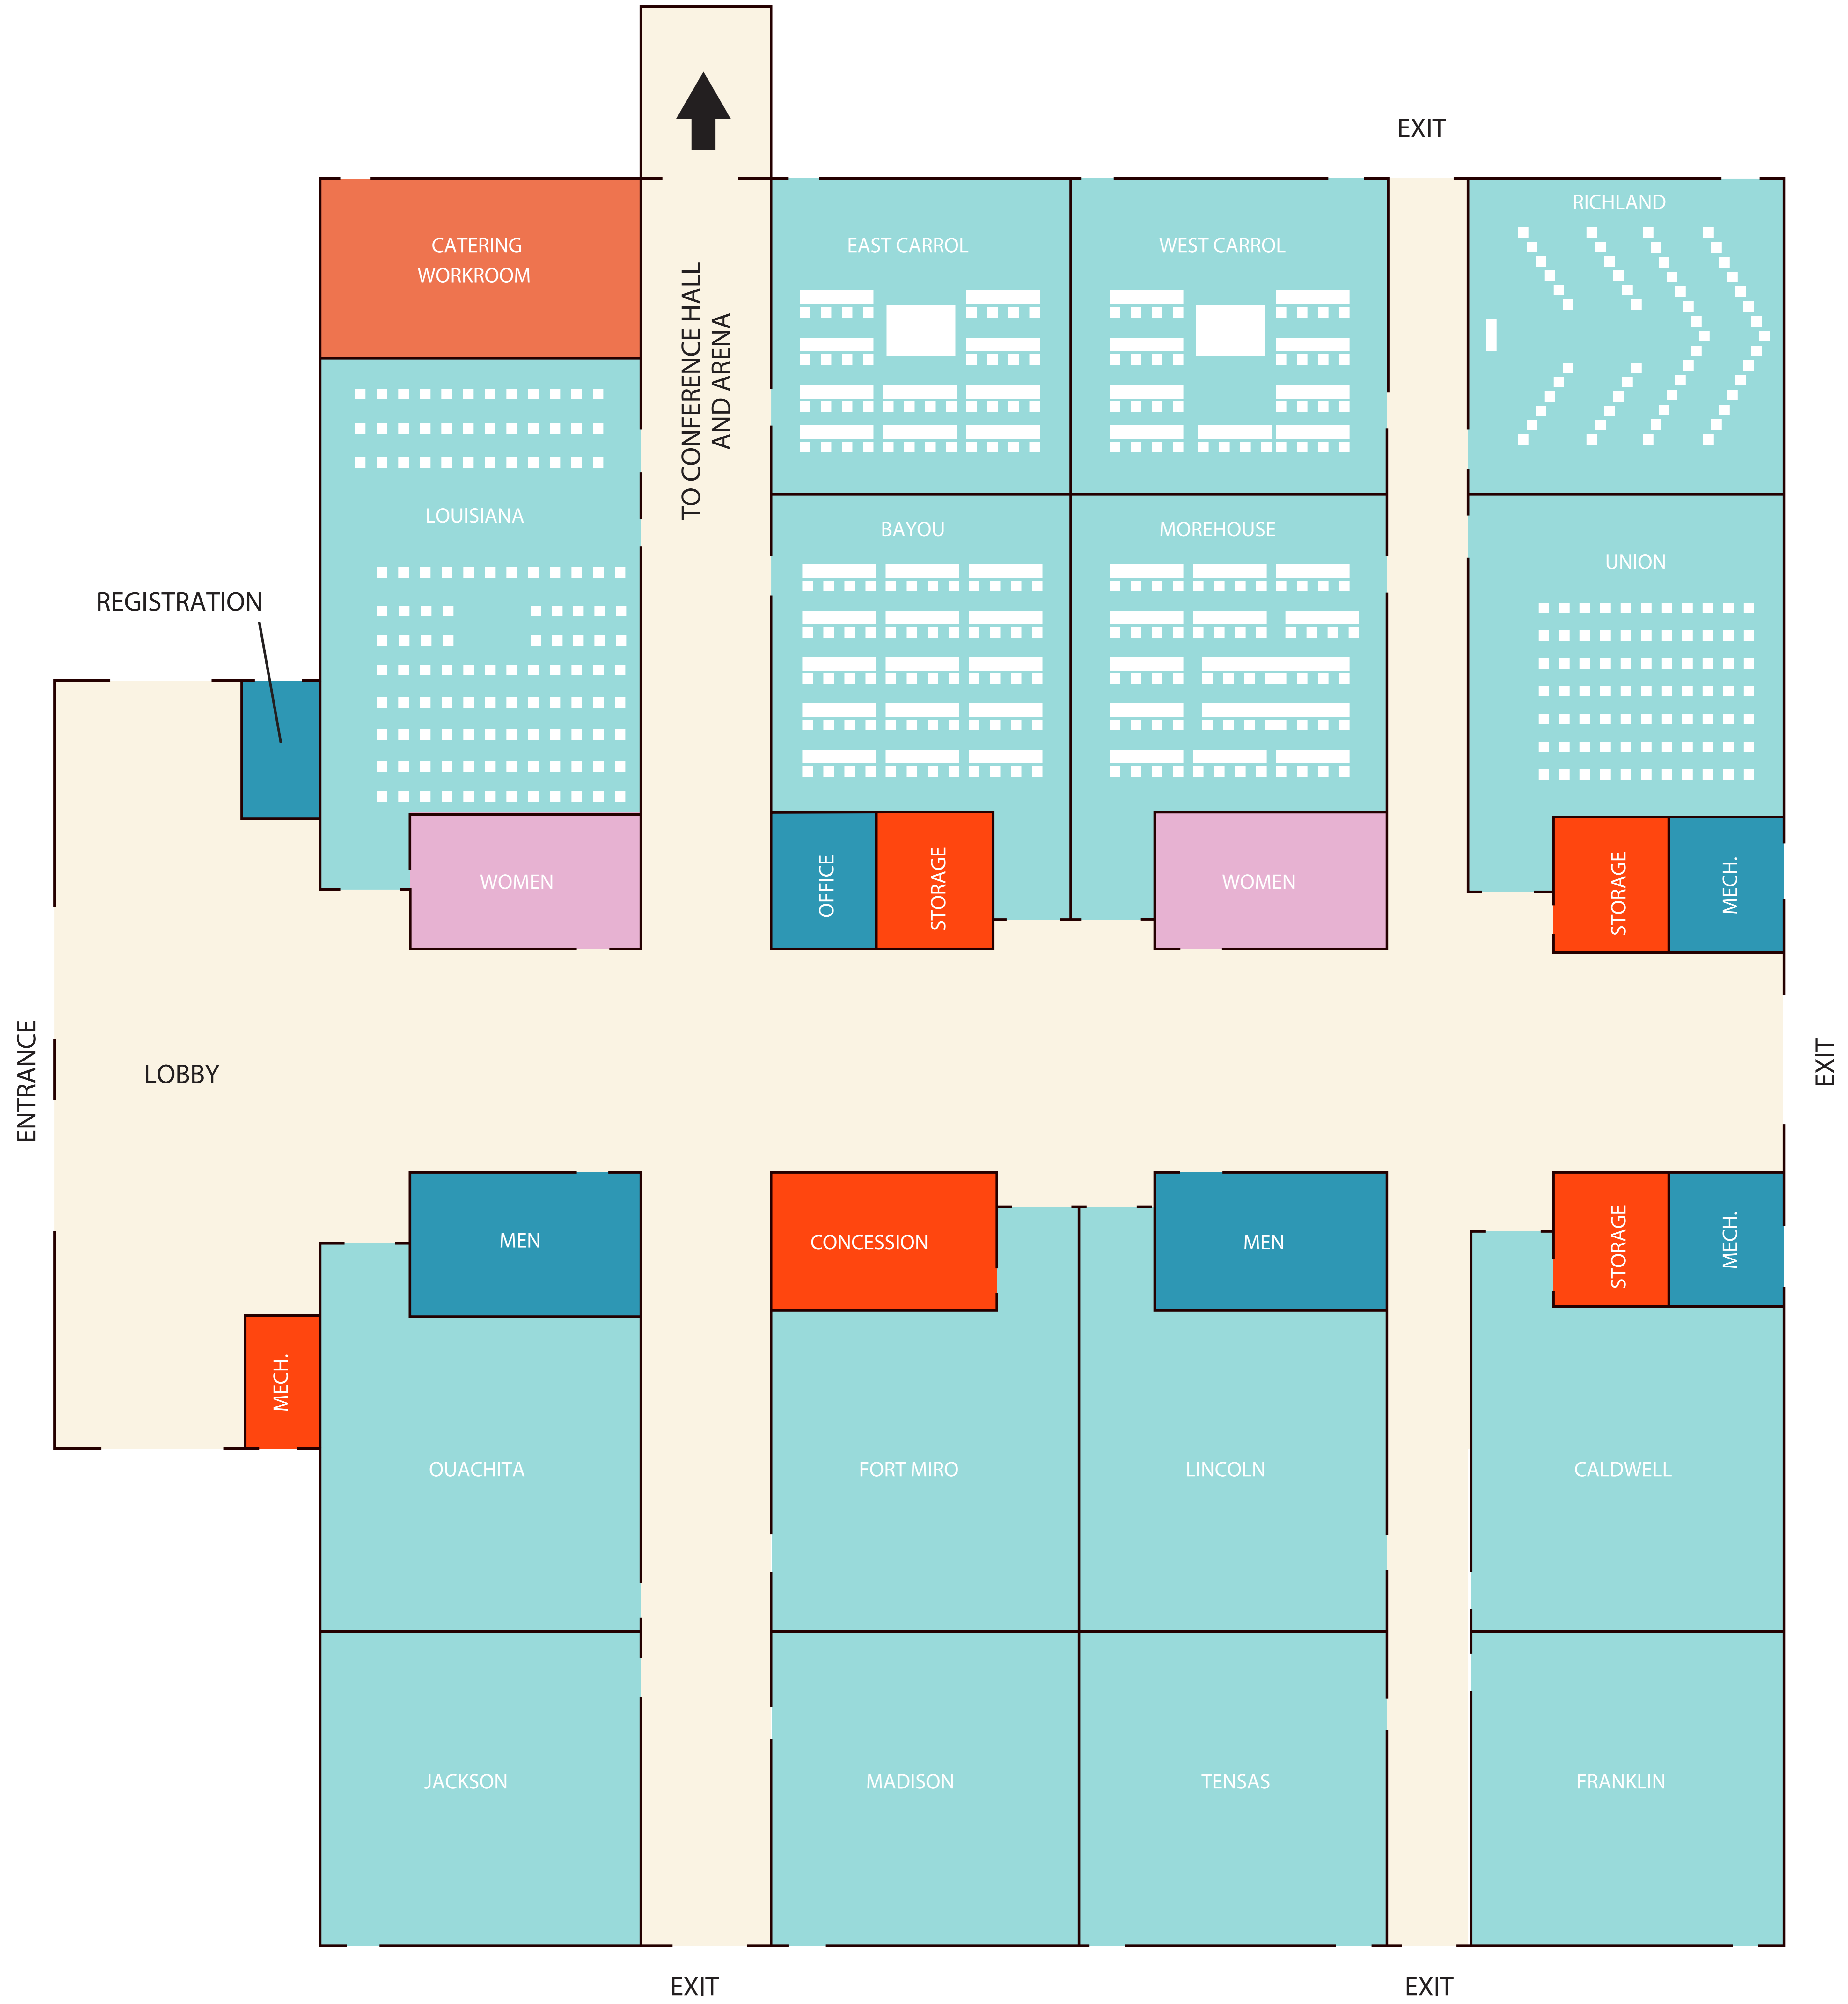 EXIT
RICHLAND
CATERING
WORKROOM
EAST CARROL
WEST CARROL
TO CONFERENCE HALL
AND ARENA
LOUISIANA
BAYOU
MOREHOUSE
UNION
REGISTRATION
WOMEN
OFFICE
STORAGE
WOMEN
STORAGE
MECH.
ENTRANCE
LOBBY
EXIT
MEN
CONCESSION
MEN
STORAGE
MECH.
MECH.
OUACHITA
FORT MIRO
LINCOLN
CALDWELL
JACKSON
MADISON
TENSAS
FRANKLIN
EXIT
EXIT